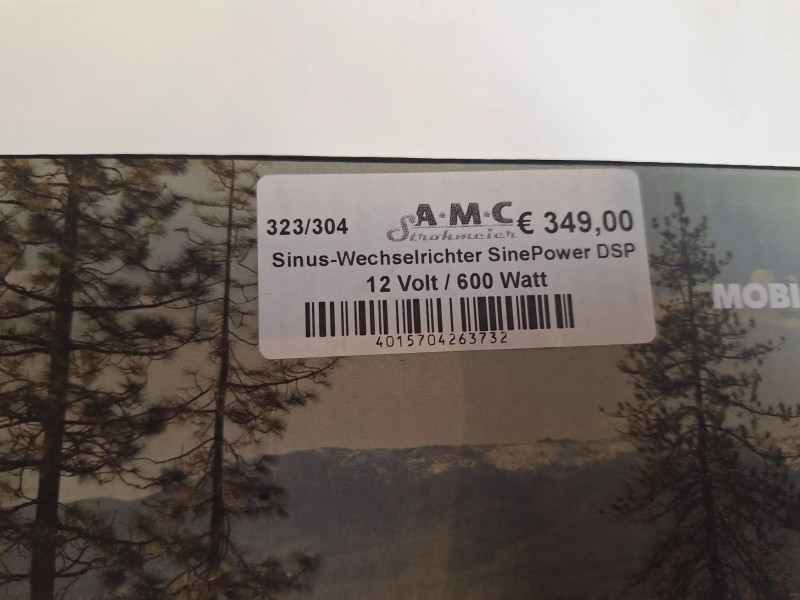 323/304 A·M·C Strohmeier € 349,00
Sinus-Wechselrichter SinePower DSP
12 Volt / 600 Watt
4015704263732
MOBI